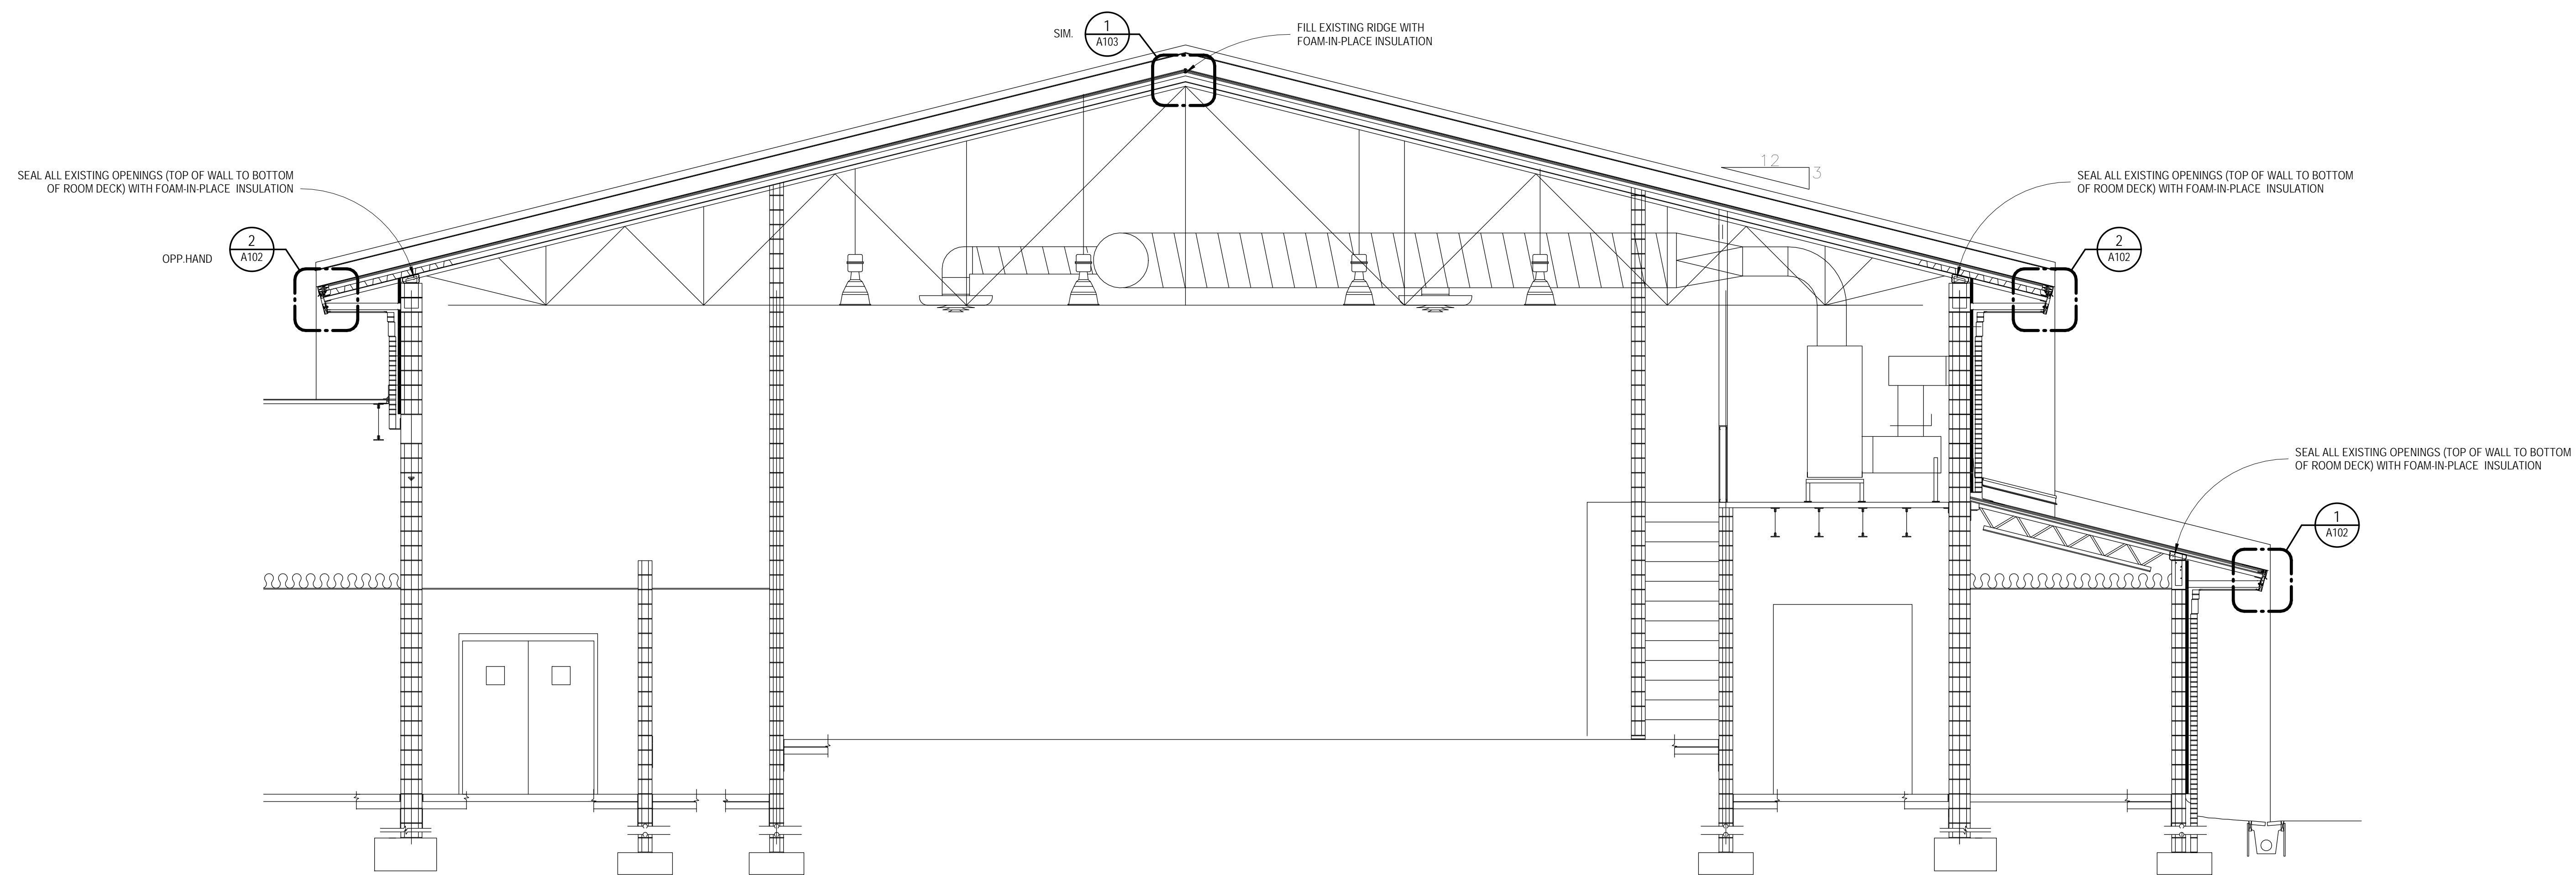 1
SIM.
A103
FILL EXISTING RIDGE WITH
FOAM-IN-PLACE INSULATION
SEAL ALL EXISTING OPENINGS (TOP OF WALL TO BOTTOM
OF ROOM DECK) WITH FOAM-IN-PLACE  INSULATION
12
3
SEAL ALL EXISTING OPENINGS (TOP OF WALL TO BOTTOM
OF ROOM DECK) WITH FOAM-IN-PLACE  INSULATION
2
OPP.HAND
A102
2
A102
SEAL ALL EXISTING OPENINGS (TOP OF WALL TO BOTTOM
OF ROOM DECK) WITH FOAM-IN-PLACE  INSULATION
1
A102